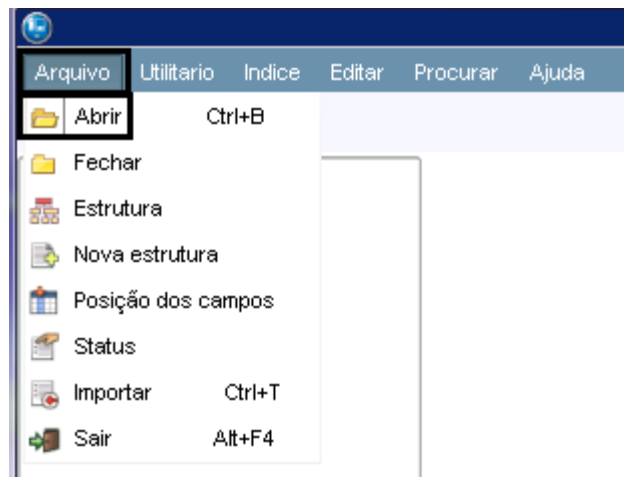 Arquivo Utilitario Indice Editar Procurar Ajuda
Abrir Ctrl+B
Fechar
Estrutura
Nova estrutura
Posição dos campos
Status
Importar Ctrl+T
Sair Alt+F4